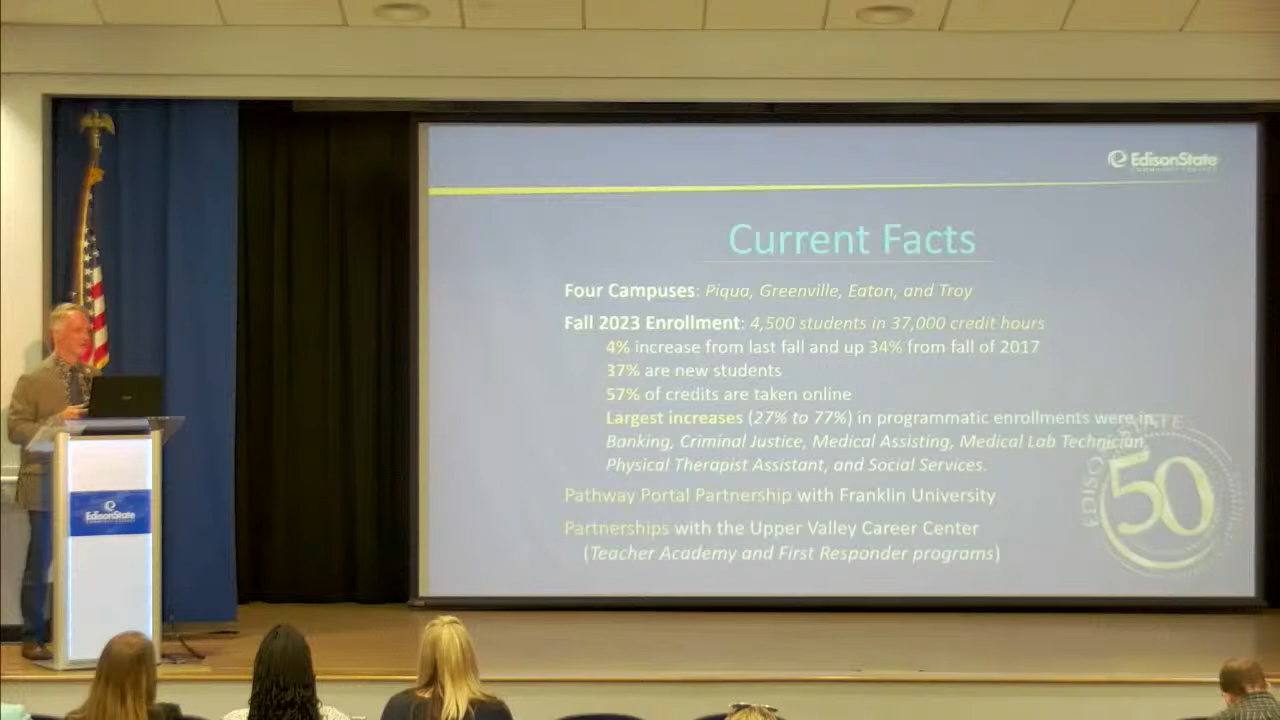 EdisonState
Current Facts
Four Campuses: Piqua, Greenville, Eaton, and Troy
Fall 2023 Enrollment: 4,500 students in 37,000 credit hours
4% increase from last fall and up 34% from fall of 2017
37% are new students
57% of credits are taken online
Largest increases (27% to 77%) in programmatic enrollments were in
Banking, Criminal Justice, Medical Assisting, Medical Lab Technician,
Physical Therapist Assistant, and Social Services.
Pathway Portal Partnership with Franklin University
Partnerships with the Upper Valley Career Center
(Teacher Academy and First Responder programs)
50
EdisonState